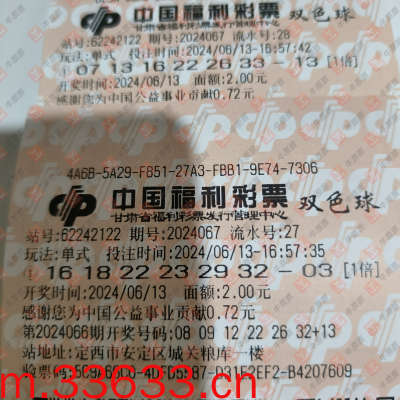 中国福利彩票 双色球
站号:62242122 期号:2024067 流水号:28
玩法:单式 投注时间:2024/06/13-16:57:42
① 07 13 16 22 26 33 - 13 [1倍]
开奖时间:2024/06/13 面额:2.00元
感谢您为中国公益事业贡献0.72元
4A6B-5A29-F851-27A3-FBB1-9E74-7306
中国福利彩票 双色球
甘肃省福利彩票发行管理中心
站号:62242122 期号:2024067 流水号:27
玩法:单式 投注时间:2024/06/13-16:57:35
① 16 18 22 23 29 32 - 03 [1倍]
开奖时间:2024/06/13 面额:2.00元
感谢您为中国公益事业贡献0.72元
第2024066期开奖号码:08 09 12 22 26 32+13
站地址:定西市安定区城关粮库一楼
收票码:
m.33633.cn